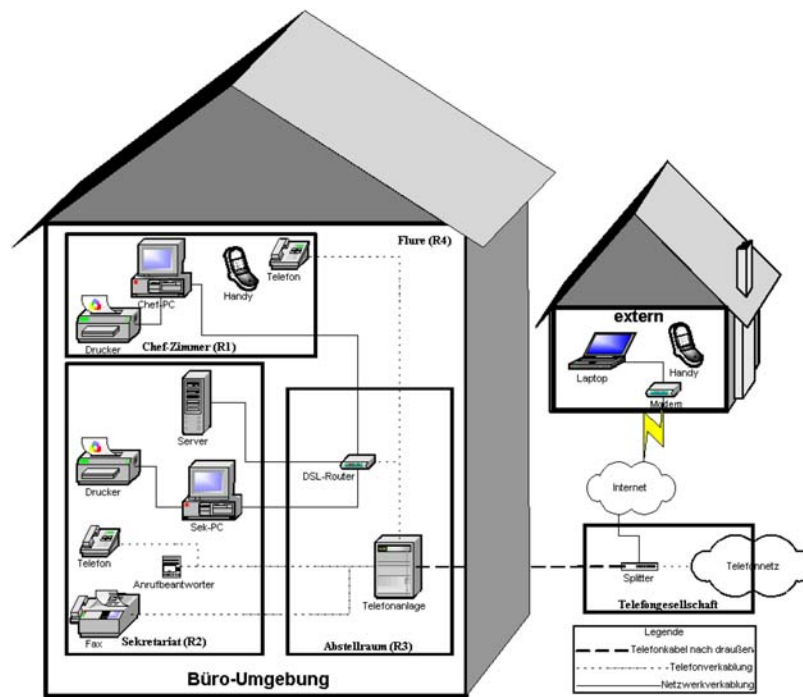 Flure (R4)
Telefon
Handy
Chef-PC
Drucker
Chef-Zimmer (R1)
Server
Drucker
Sek-PC
DSL-Router
Telefon
Anrufbeantworter
Telefonanlage
Fax
Sekretariat (R2)
Abstellraum (R3)
Büro-Umgebung
extern
Laptop
Handy
Modem
Internet
Splitter
Telefonnetz
Telefongesellschaft
Legende
Telefonkabel nach draußen
Telefonverkablung
Netzwerkverkablung